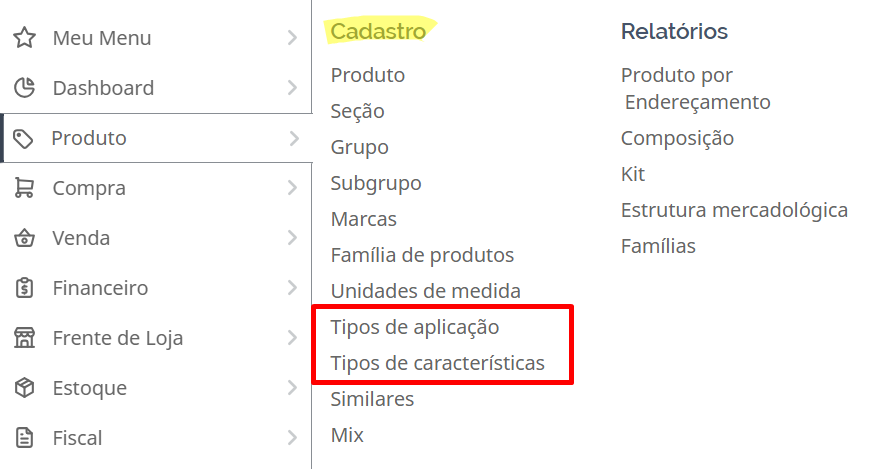 Meu Menu
Dashboard
Produto
Compra
Venda
Financeiro
Frente de Loja
Estoque
Fiscal
Cadastro
Produto
Seção
Grupo
Subgrupo
Marcas
Família de produtos
Unidades de medida
Tipos de aplicação
Tipos de características
Similares
Mix
Relatórios
Produto por
Endereçamento
Composição
Kit
Estrutura mercadológica
Famílias